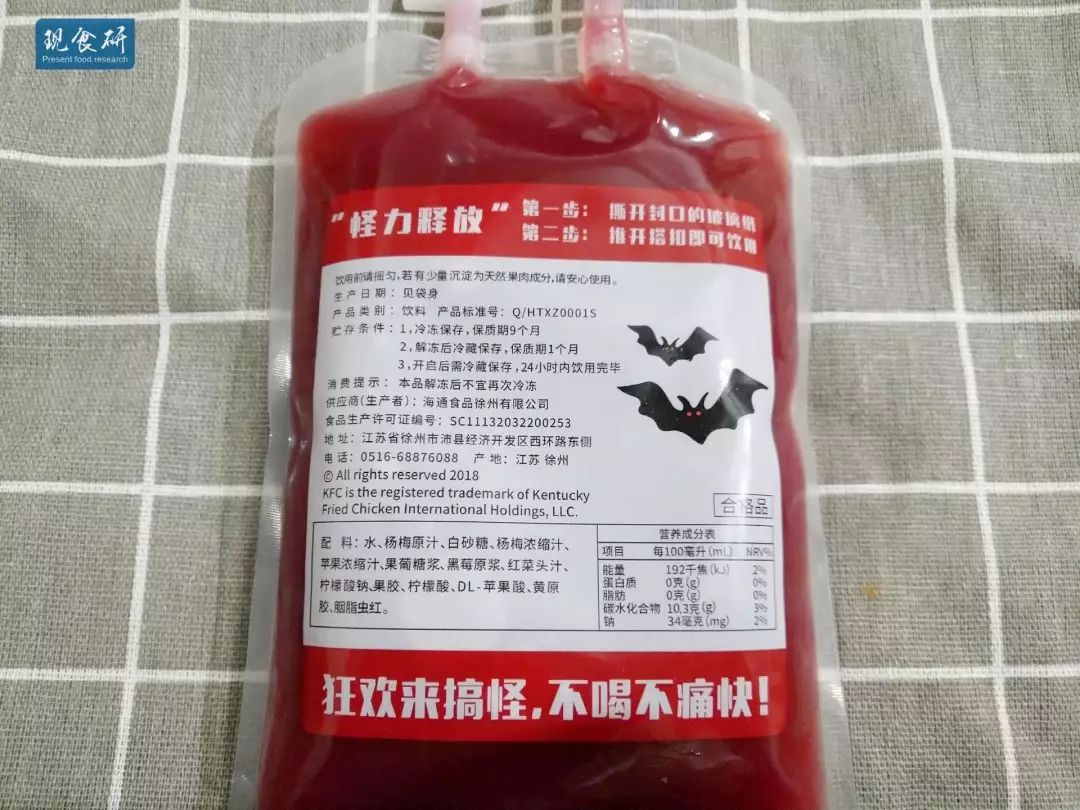 现食研
Present food research
"怪力释放"
第一步：撕开封口的玻璃纸
第二步：推开搭扣即可饮用
饮用前请摇匀,若有少量沉淀为天然果肉成分,请安心使用。
生产日期：见袋身
产品类别：饮料 产品标准号：Q/HTXZ0001S
贮存条件：1,冷冻保存,保质期9个月
2,解冻后冷藏保存,保质期1个月
3,开启后需冷藏保存,24小时内饮用完毕
消费提示：本品解冻后不宜再次冷冻
供应商(生产者)：海通食品徐州有限公司
食品生产许可证编号：SC11132032200253
地址：江苏省徐州市沛县经济开发区西环路东侧
电话：0516-68876088 产地：江苏 徐州
© All rights reserved 2018
KFC is the registered trademark of Kentucky
Fried Chicken International Holdings, LLC.
合格品
配 料：水、杨梅原汁、白砂糖、杨梅浓缩汁、
苹果浓缩汁、果葡糖浆、黑莓原浆、红菜头汁、
柠檬酸钠、果胶、柠檬酸、DL-苹果酸、黄原
胶、胭脂虫红。
营养成分表
项目 每100毫升(mL) NRV%
能量 192千焦(kJ) 2%
蛋白质 0克(g) 0%
脂肪 0克(g) 0%
碳水化合物 10.3克(g) 3%
钠 34毫克(mg) 2%
狂欢来搞怪,不喝不痛快!